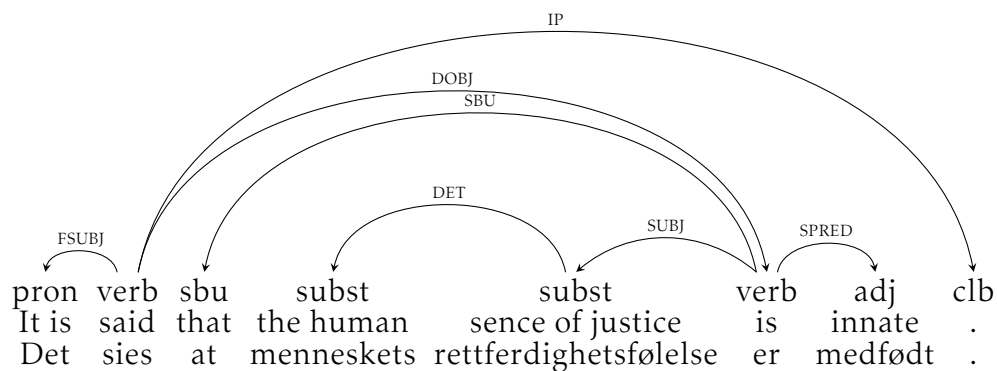 IP
DOBJ
SBU
DET
FSUBJ SUBJ SPRED
pron verb sbu subst subst verb adj clb
It is said that the human sence of justice is innate .
Det sies at menneskets rettferdighetsfølelse er medfødt .